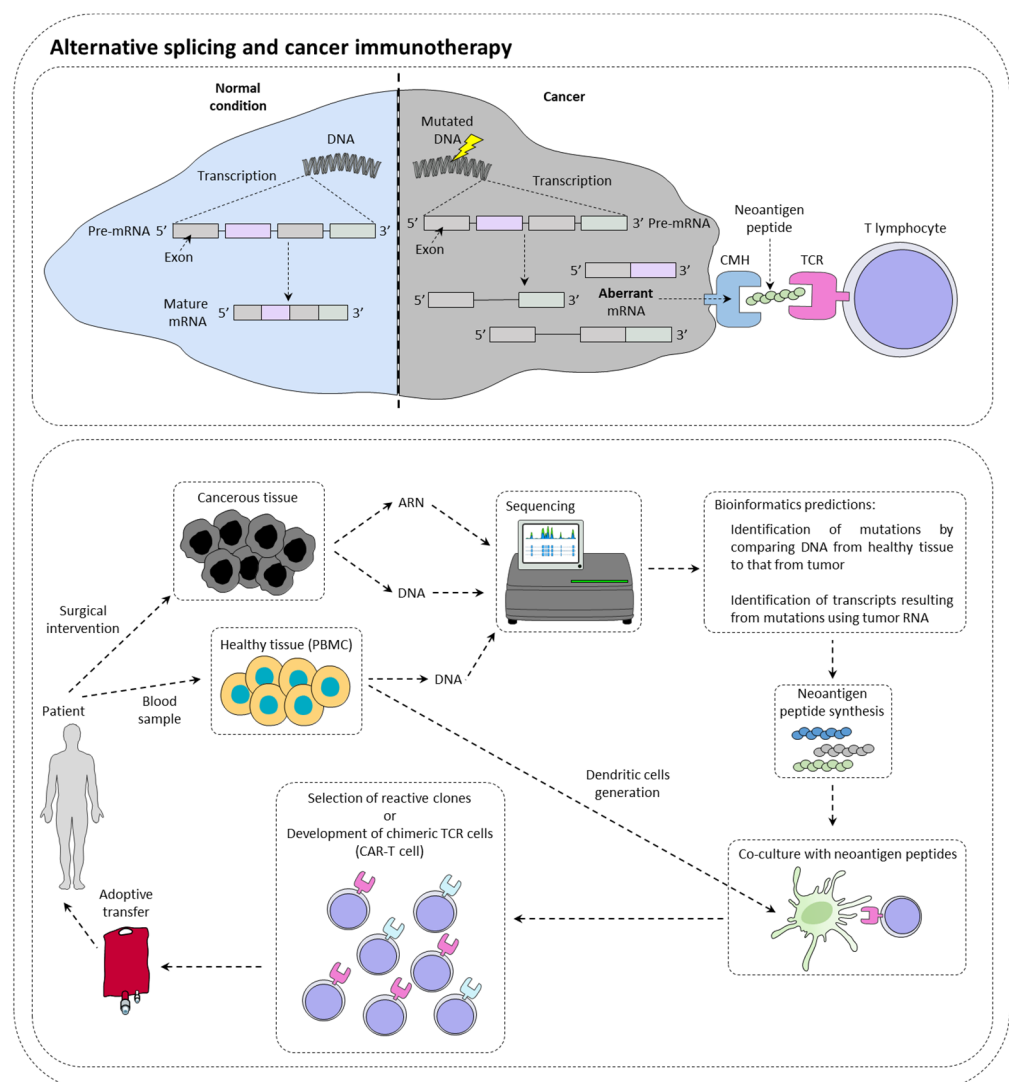 Alternative splicing and cancer immunotherapy
Normal
condition
Cancer
DNA
Mutated
DNA
Transcription
Transcription
Pre-mRNA 5’ 3’
5’ 3’ Pre-mRNA
Exon
Exon
Neoantigen
peptide
T lymphocyte
CMH
TCR
5’ 3’
5’ 3’
Aberrant
mRNA
Mature
mRNA
5’ 3’
5’ 3’
Cancerous tissue
ARN
DNA
Sequencing
Bioinformatics predictions:
Identification of mutations by
comparing DNA from healthy tissue
to that from tumor
Identification of transcripts resulting
from mutations using tumor RNA
Surgical
intervention
Healthy tissue (PBMC)
DNA
Blood
sample
Patient
Neoantigen
peptide synthesis
Dendritic cells
generation
Selection of reactive clones
or
Development of chimeric TCR cells
(CAR-T cell)
Co-culture with neoantigen peptides
Adoptive
transfer